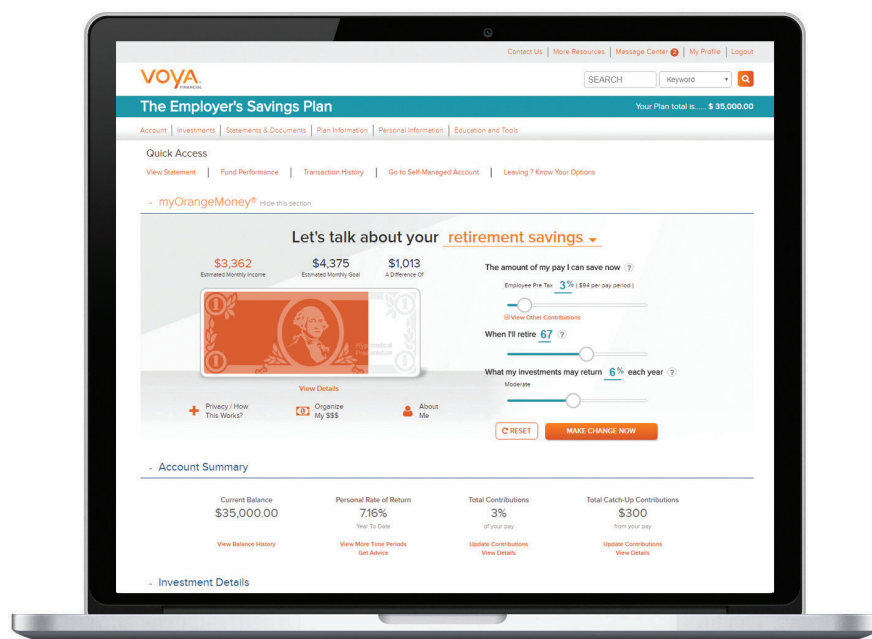 Contact Us | More Resources | Message Center 2 | My Profile | Logout
VOYA
FINANCIAL
SEARCH Keyword
The Employer's Savings Plan
Your Plan total is..... $ 35,000.00
Account | Investments | Statements & Documents | Plan Information | Personal Information | Education and Tools
Quick Access
View Statement | Fund Performance | Transaction History | Go to Self-Managed Account | Leaving ? Know Your Options
- myOrangeMoney® Hide this section
Let's talk about your retirement savings
$3,362 $4,375 $1,013
Estimated Monthly Income Estimated Monthly Goal A Difference Of
1 1
Hypothetical
Presentation
1 1
View Details
Privacy / How
This Works?
Organize
My $$$
About
Me
The amount of my pay I can save now ?
Employee Pre Tax 3% ( $94 per pay period )
View Other Contributions
When I'll retire 67 ?
What my investments may return 6% each year ?
Moderate
RESET MAKE CHANGE NOW
- Account Summary
Current Balance Personal Rate of Return Total Contributions Total Catch-Up Contributions
$35,000.00 7.16% 3% $300
Year To Date of your pay from your pay
View Balance History View More Time Periods Update Contributions Update Contributions
Get Advice View Details View Details
- Investment Details